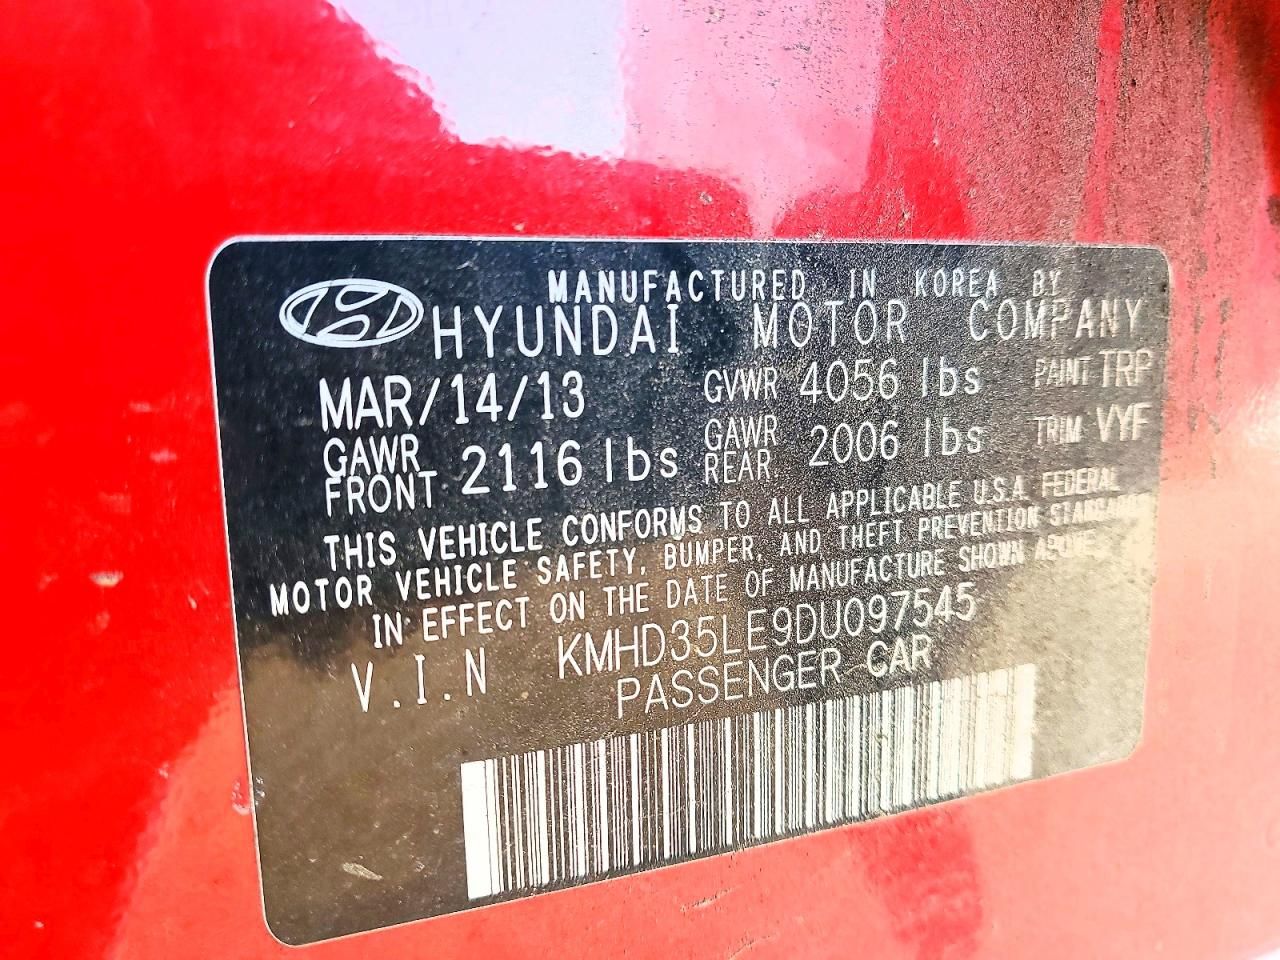 MANUFACTURED IN KOREA BY
HYUNDAI MOTOR COMPANY
MAR/14/13 GVWR 4056 lbs PAINT TRP
GAWR FRONT 2116 lbs GAWR REAR 2006 lbs TRIM VYF
THIS VEHICLE CONFORMS TO ALL APPLICABLE U.S.A. FEDERAL
MOTOR VEHICLE SAFETY, BUMPER, AND THEFT PREVENTION STANDARDS
IN EFFECT ON THE DATE OF MANUFACTURE SHOWN ABOVE.
V.I.N KMHD35LE9DU097545
PASSENGER CAR